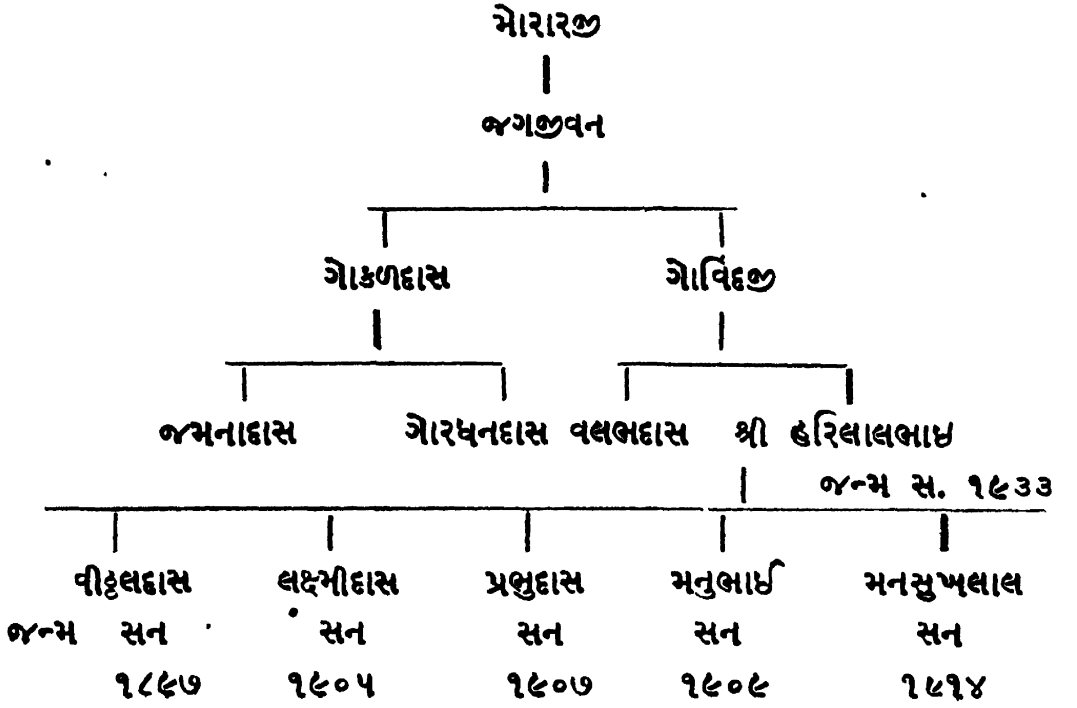 મોરારજી
જગજીવન
ગોકળદાસ ગોવિંદજી
જમનાદાસ ગોરધનદાસ વલભદાસ શ્રી હરિલાલભાઇ
જન્મ સ. ૧૯૩૩
વીઠ્ઠલદાસ લક્ષ્મીદાસ પ્રભુદાસ મનુભાઈ મનસુખલાલ
જન્મ સન સન સન સન સન
૧૮૯૭ ૧૯૦૫ ૧૯૦૭ ૧૯૦૯ ૧૯૧૪